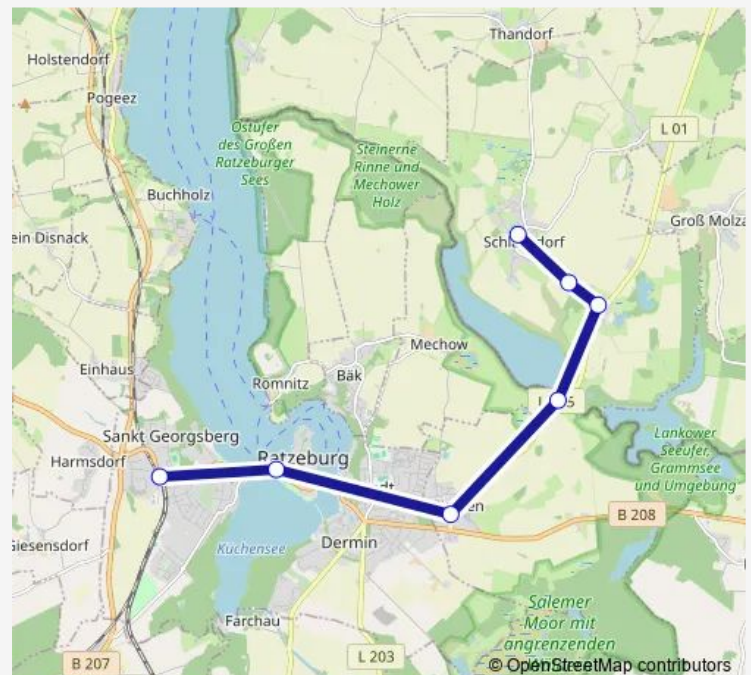 Thandorf
Holstendorf
Pogeez
L 01
Ostufer
des Großen
Ratzeburger
Sees
Steinerne
Rinne und
Mechower
Holz
Buchholz
Groß Molza
ein Disnack
Mechow
Einhaus
Bäk
Römnitz
Sankt Georgsberg
Lankower
Seeufer,
Grammsee
und Umgebung
Harmsdorf
Ratzeburg
B 208
Giesensdorf
Küchensee
Dermin
Salemer
Moor mit
angrenzenden
Farchau
B 207
L 203
© OpenStreetMap contributors